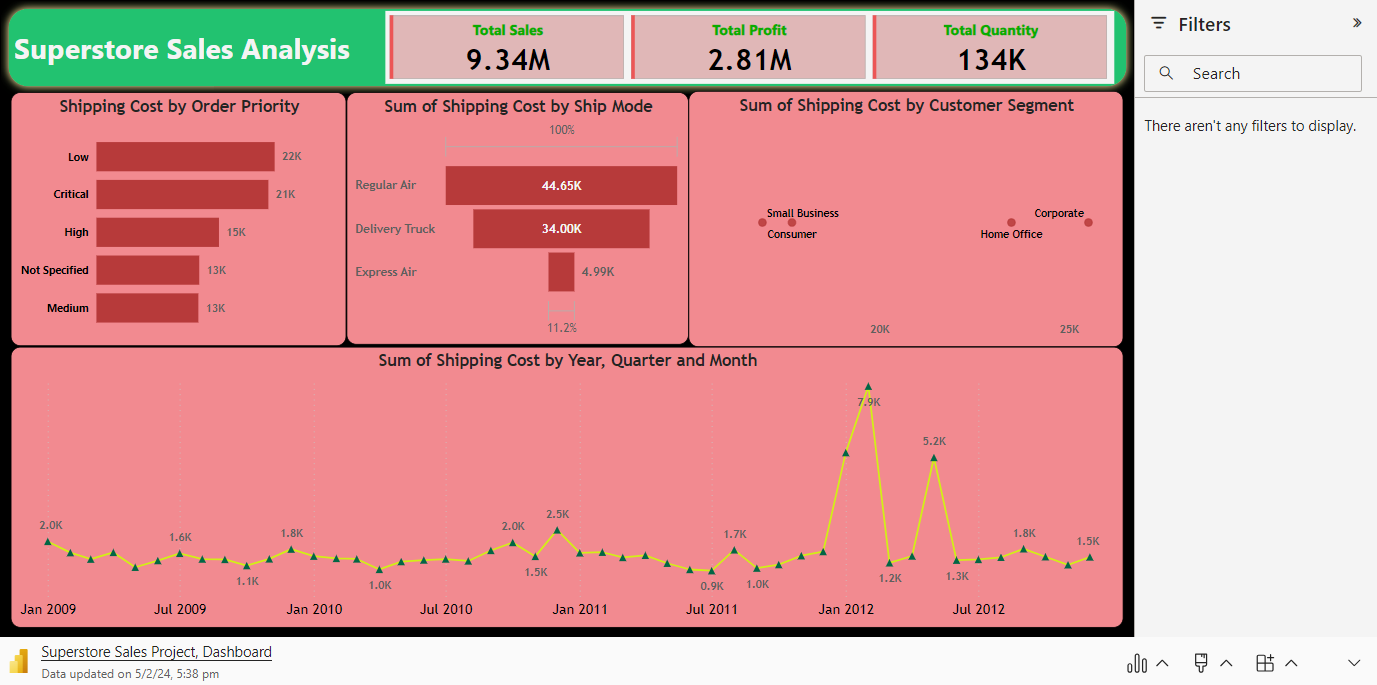 Superstore Sales Analysis
Total Sales
9.34M
Total Profit
2.81M
Total Quantity
134K
Filters
Search
There aren't any filters to display.
Shipping Cost by Order Priority
Low
22K
Critical
21K
High
15K
Not Specified
13K
Medium
13K
Sum of Shipping Cost by Ship Mode
100%
Regular Air
44.65K
Delivery Truck
34.00K
Express Air
4.99K
11.2%
Sum of Shipping Cost by Customer Segment
Small Business
Consumer
Corporate
Home Office
20K
25K
Sum of Shipping Cost by Year, Quarter and Month
2.0K
1.6K
1.1K
1.8K
1.0K
2.0K
1.5K
2.5K
0.9K
1.7K
1.0K
7.9K
1.2K
5.2K
1.3K
1.8K
1.5K
Jan 2009
Jul 2009
Jan 2010
Jul 2010
Jan 2011
Jul 2011
Jan 2012
Jul 2012
Superstore Sales Project, Dashboard
Data updated on 5/2/24, 5:38 pm